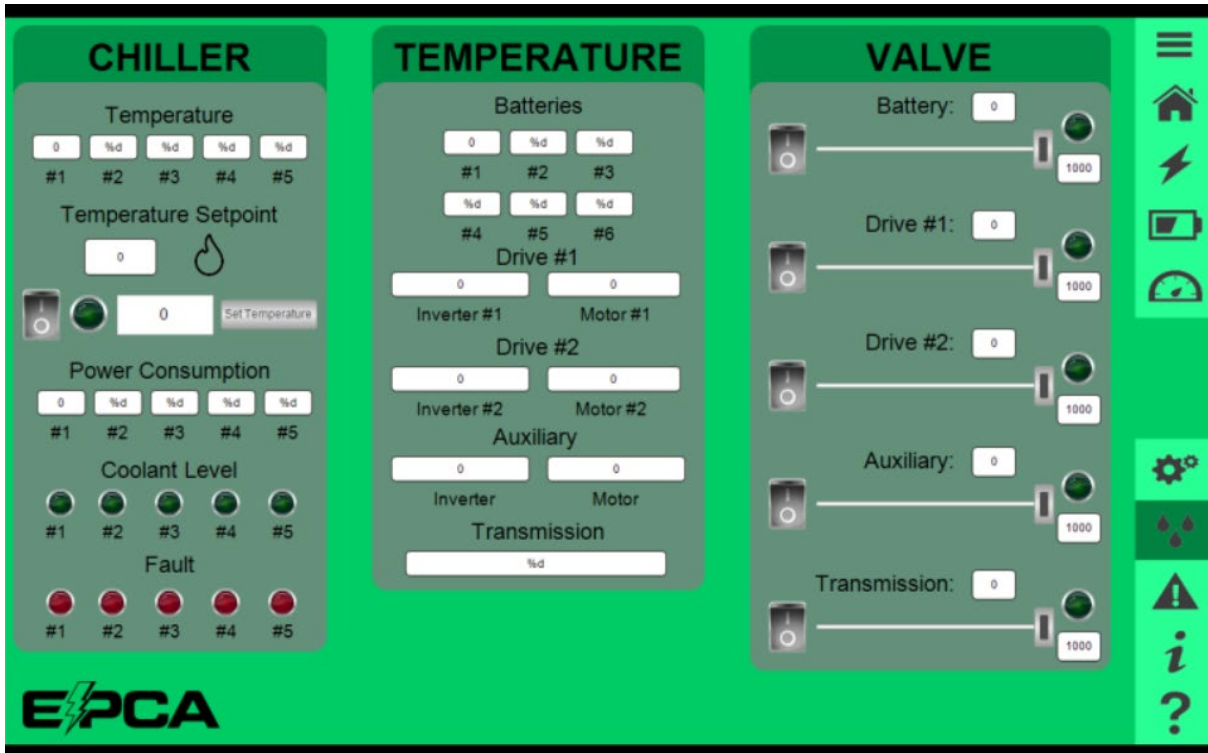 CHILLER
Temperature
0 %d %d %d %d
#1 #2 #3 #4 #5
Temperature Setpoint
0
0 Set Temperature
Power Consumption
0 %d %d %d %d
#1 #2 #3 #4 #5
Coolant Level
#1 #2 #3 #4 #5
Fault
#1 #2 #3 #4 #5
TEMPERATURE
Batteries
0 %d %d
#1 #2 #3
%d %d %d
#4 #5 #6
Drive #1
0 0
Inverter #1 Motor #1
Drive #2
0 0
Inverter #2 Motor #2
Auxiliary
0 0
Inverter Motor
Transmission
%d
VALVE
Battery: 0
1000
Drive #1: 0
1000
Drive #2: 0
1000
Auxiliary: 0
1000
Transmission: 0
1000
i
?
EPCA